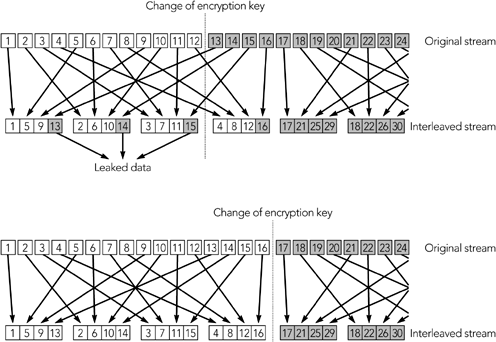 Change of encryption key
1 2 3 4 5 6 7 8 9 10 11 12 13 14 15 16 17 18 19 20 21 22 23 24 Original stream
1 5 9 13 2 6 10 14 3 7 11 15 4 8 12 16 17 21 25 29 18 22 26 30 Interleaved stream
Leaked data
Change of encryption key
1 2 3 4 5 6 7 8 9 10 11 12 13 14 15 16 17 18 19 20 21 22 23 24 Original stream
1 5 9 13 2 6 10 14 3 7 11 15 4 8 12 16 17 21 25 29 18 22 26 30 Interleaved stream